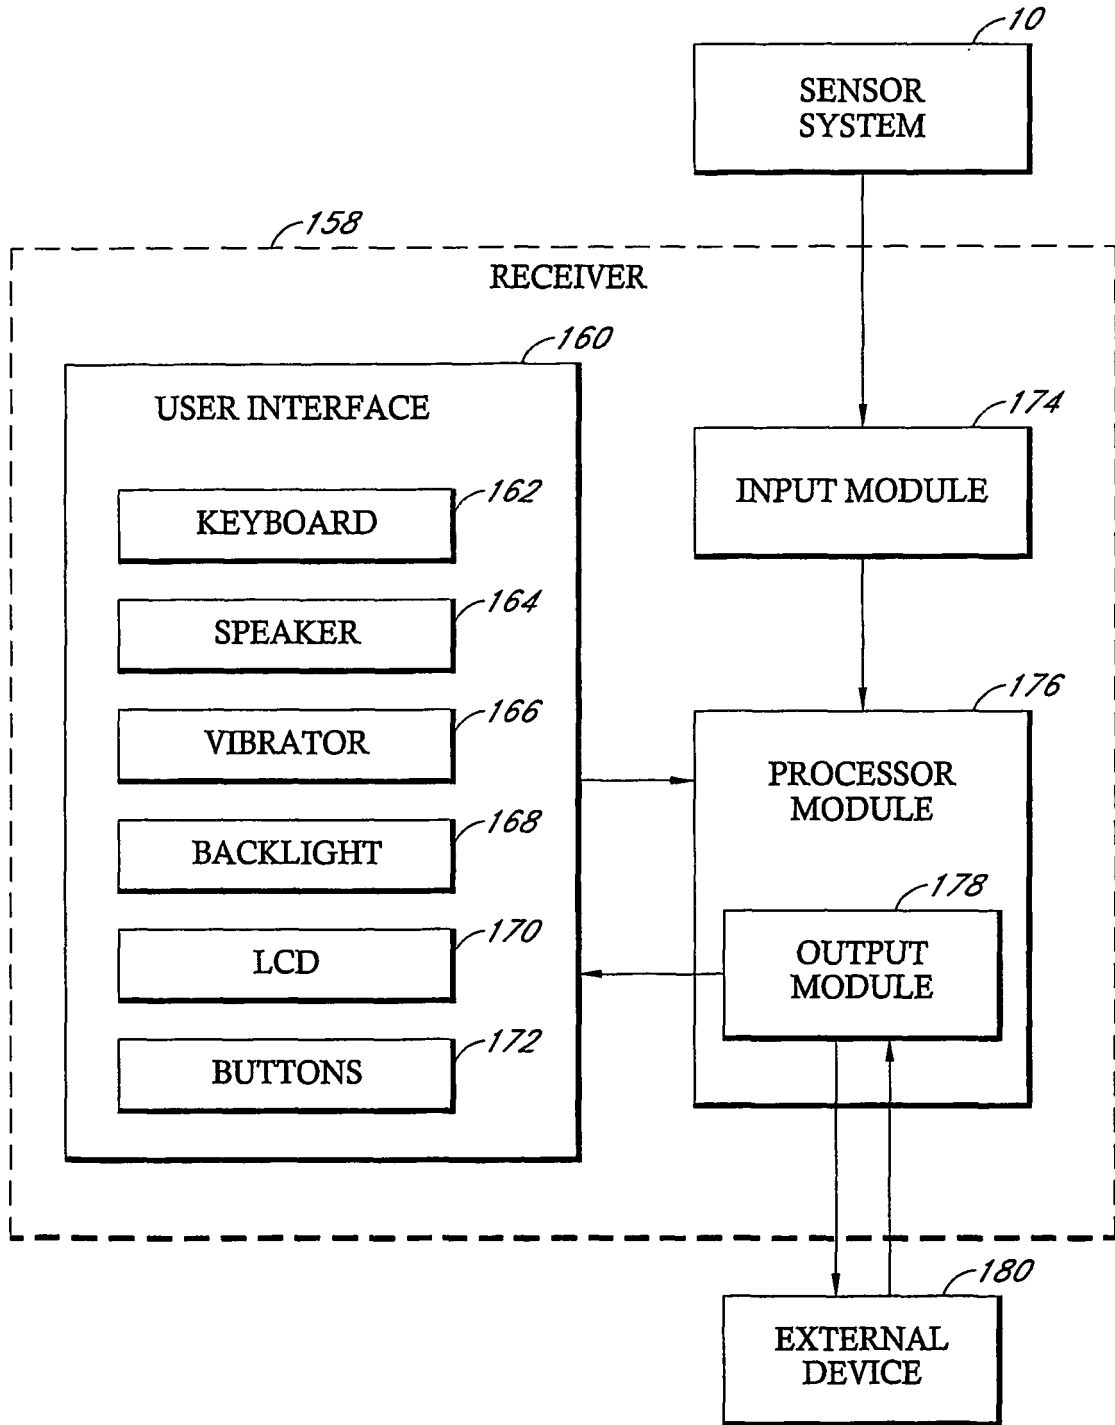 10
SENSOR
SYSTEM
158
RECEIVER
160
USER INTERFACE
174
INPUT MODULE
162
KEYBOARD
164
SPEAKER
166
VIBRATOR
176
PROCESSOR
MODULE
168
BACKLIGHT
178
OUTPUT
MODULE
170
LCD
172
BUTTONS
180
EXTERNAL
DEVICE